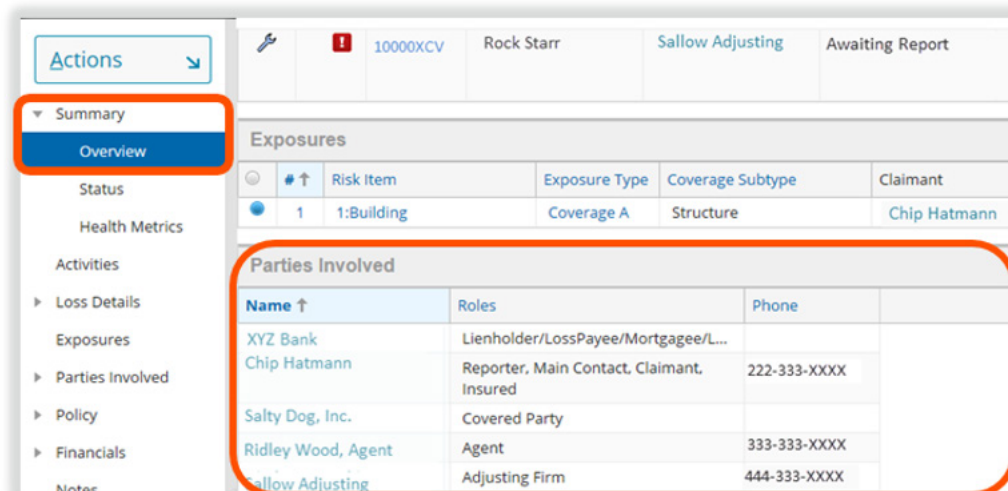 Actions
Summary
Overview
Status
Health Metrics
Activities
Loss Details
Exposures
Parties Involved
Policy
Financials
Notes
10000XCV Rock Starr Sallow Adjusting Awaiting Report
Exposures
# Risk Item Exposure Type Coverage Subtype Claimant
1 1:Building Coverage A Structure Chip Hatmann
Parties Involved
Name Roles Phone
XYZ Bank Lienholder/LossPayee/Mortgagee/L...
Chip Hatmann Reporter, Main Contact, Claimant, 222-333-XXXX
Insured
Salty Dog, Inc. Covered Party
Ridley Wood, Agent Agent 333-333-XXXX
Sallow Adjusting Adjusting Firm 444-333-XXXX